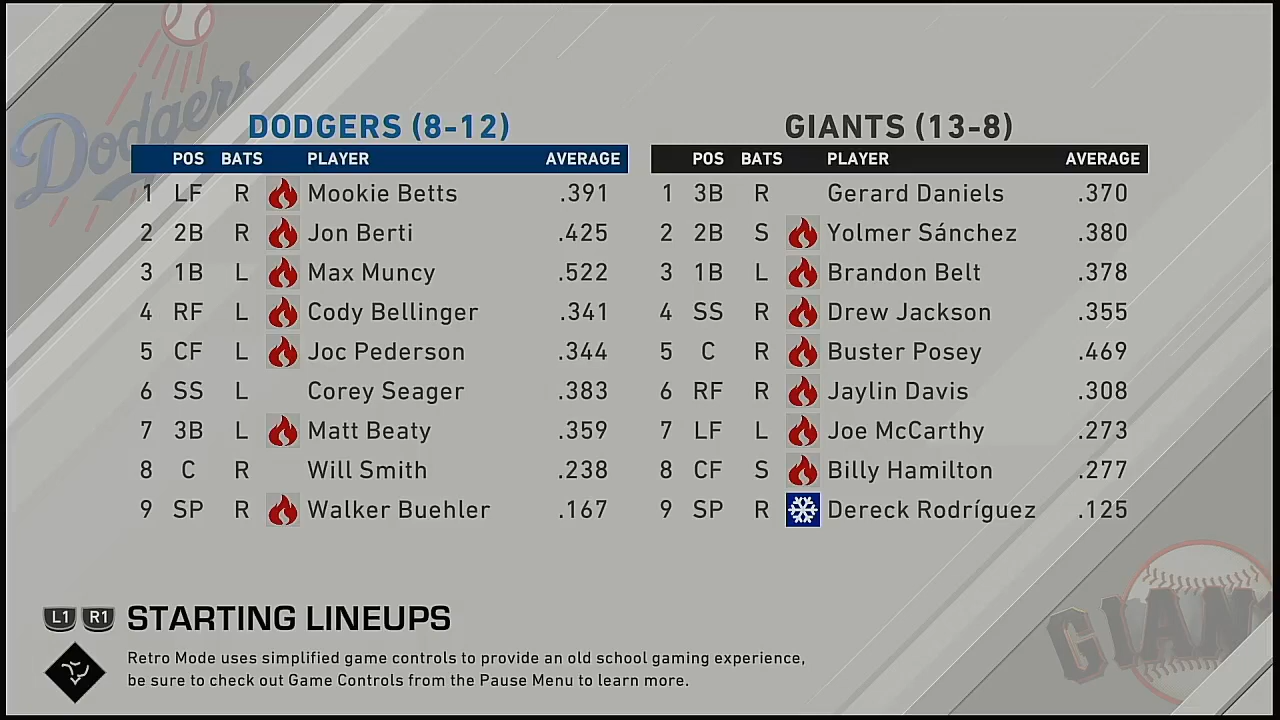 Dodgers
DODGERS (8-12)
POS BATS PLAYER AVERAGE
1 LF R Mookie Betts .391
2 2B R Jon Berti .425
3 1B L Max Muncy .522
4 RF L Cody Bellinger .341
5 CF L Joc Pederson .344
6 SS L Corey Seager .383
7 3B L Matt Beaty .359
8 C R Will Smith .238
9 SP R Walker Buehler .167
GIANTS (13-8)
POS BATS PLAYER AVERAGE
1 3B R Gerard Daniels .370
2 2B S Yolmer Sánchez .380
3 1B L Brandon Belt .378
4 SS R Drew Jackson .355
5 C R Buster Posey .469
6 RF R Jaylin Davis .308
7 LF L Joe McCarthy .273
8 CF S Billy Hamilton .277
9 SP R Dereck Rodríguez .125
L1 R1 STARTING LINEUPS
Retro Mode uses simplified game controls to provide an old school gaming experience,
be sure to check out Game Controls from the Pause Menu to learn more.
GIAN